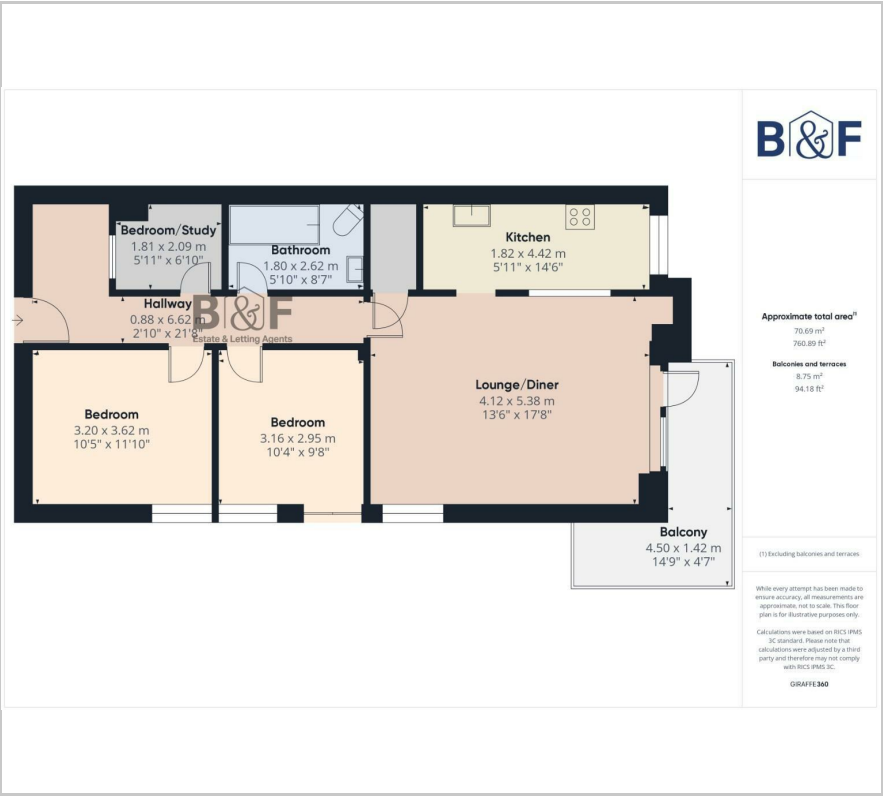 B&F
Bedroom/Study
1.81 x 2.09 m
5'11" x 6'10"
Bathroom
1.80 x 2.62 m
5'10" x 8'7"
Kitchen
1.82 x 4.42 m
5'11" x 14'6"
Hallway
0.88 x 6.62 m
2'10" x 21'8"
B&F
Estate & Letting Agents
Bedroom
3.20 x 3.62 m
10'5" x 11'10"
Bedroom
3.16 x 2.95 m
10'4" x 9'8"
Lounge/Diner
4.12 x 5.38 m
13'6" x 17'8"
Balcony
4.50 x 1.42 m
14'9" x 4'7"
Approximate total area(1)
70.69 m²
760.89 ft²
Balconies and terraces
8.75 m²
94.18 ft²
(1) Excluding balconies and terraces
While every attempt has been made to
ensure accuracy, all measurements are
approximate, not to scale. This floor
plan is for illustrative purposes only.
Calculations were based on RICS IPMS
3C standard. Please note that
calculations were adjusted by a third
party and therefore may not comply
with RICS IPMS 3C.
GIRAFFE360